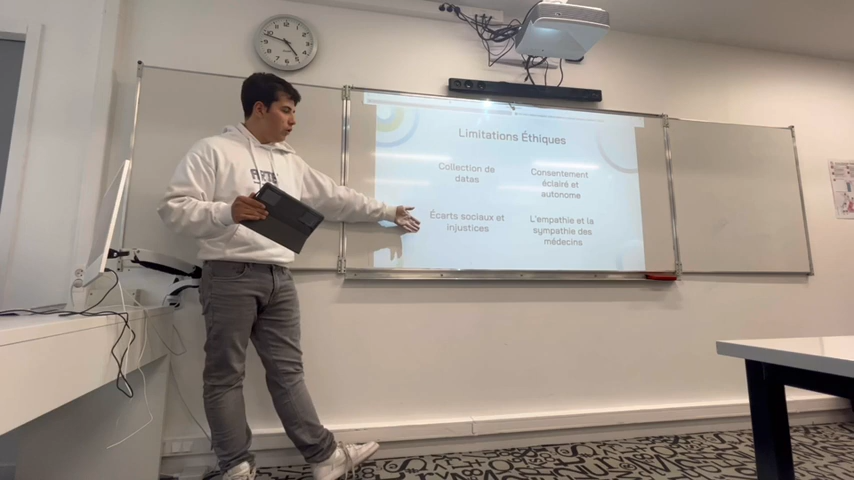 Limitations Éthiques
Collection de
datas
Consentement
éclairé et
autonome
Écarts sociaux et
injustices
L'empathie et la
sympathie des
médecins